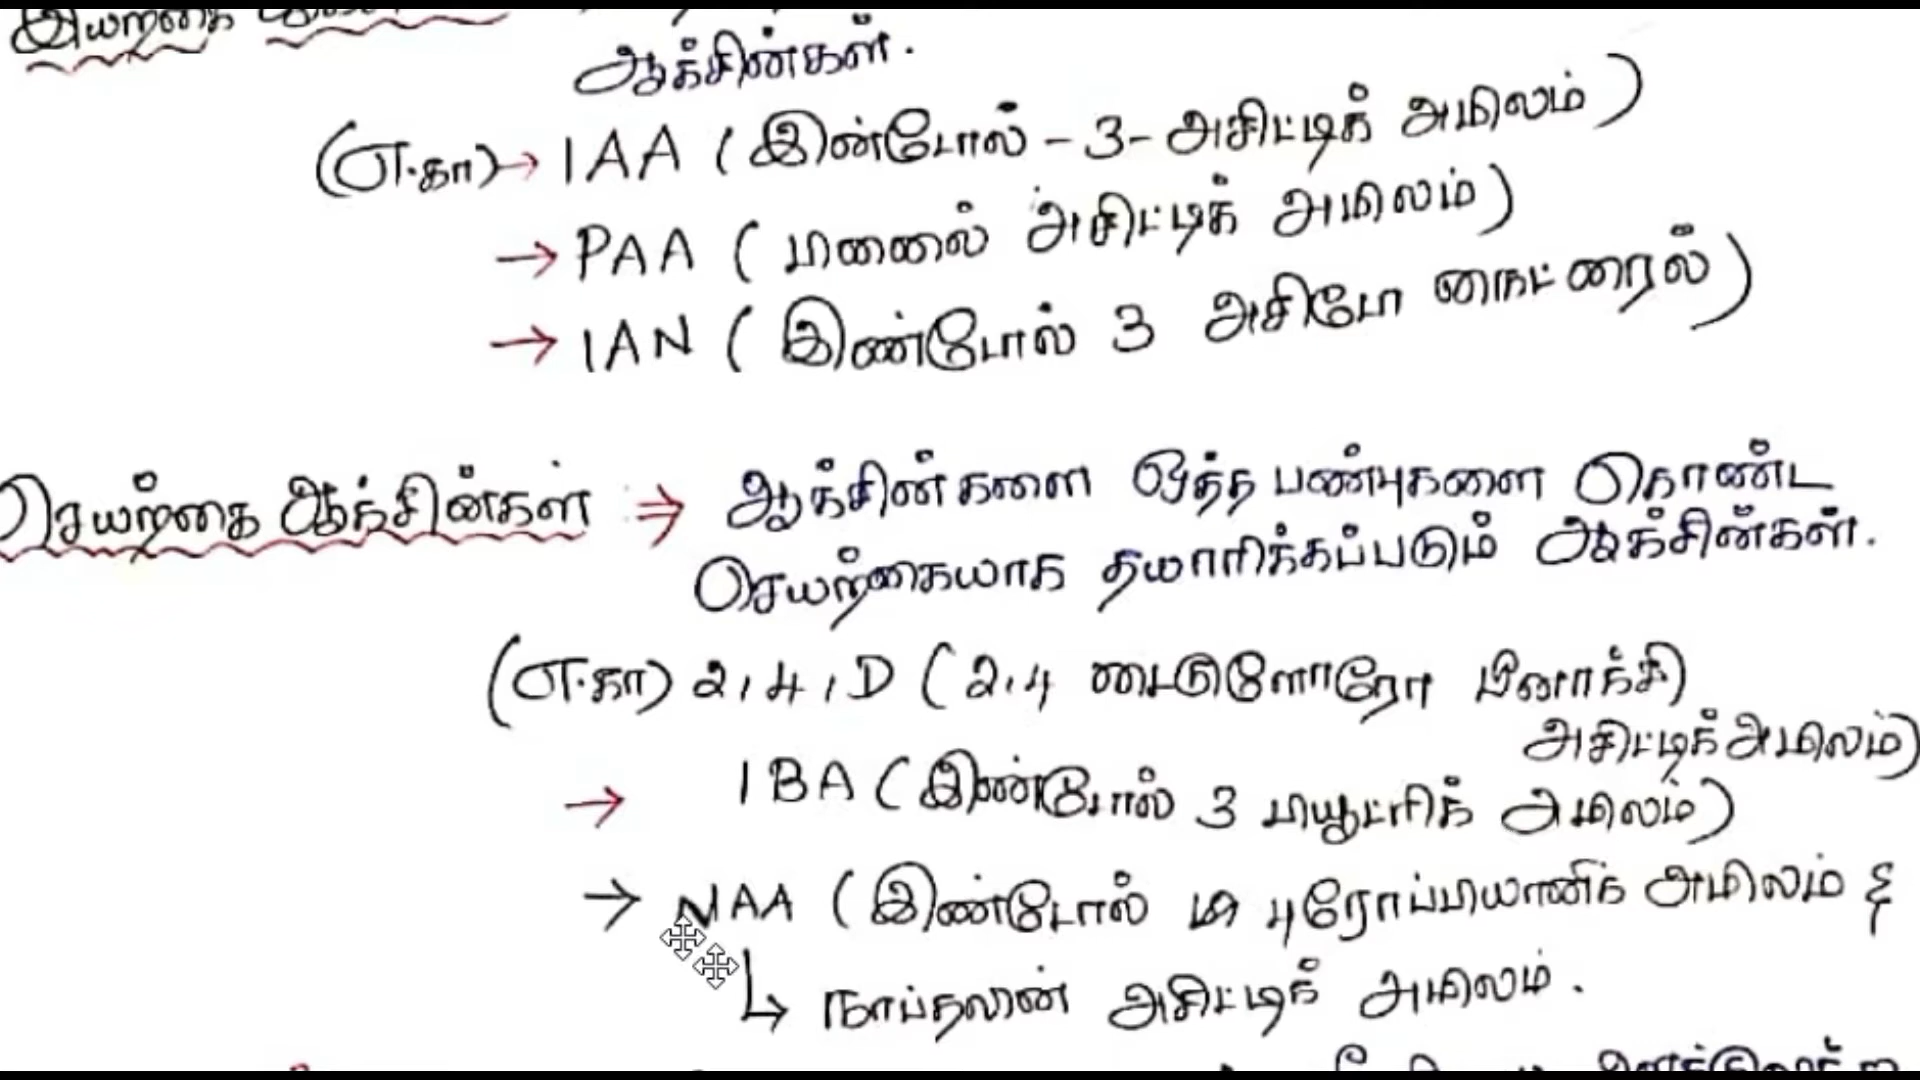 இயற்கை
ஆக்சின்கள்.
(எ.கா) → IAA (இன்டோல் - 3 - அசிட்டிக் அமிலம்)
→ PAA (பினைல் அசிட்டிக் அமிலம்)
→ IAN (இண்டோல் 3 அசிடோ நைட்ரைல்)
செயற்கை ஆக்சின்கள் ⇒ ஆக்சின்களை ஒத்த பண்புகளை கொண்ட
செயற்கையாக தயாரிக்கப்படும் ஆக்சின்கள்.
(எ.கா) 2,4,D (2,4 டைகுளோரோ பீனாக்சி
அசிட்டிக் அமிலம்)
→ IBA (இண்டோல் 3 பியூட்ரிக் அமிலம்)
→ NAA (இண்டோல் புரோப்பியானிக் அமிலம் &
↳ நாப்தலான் அசிட்டிக் அமிலம்.